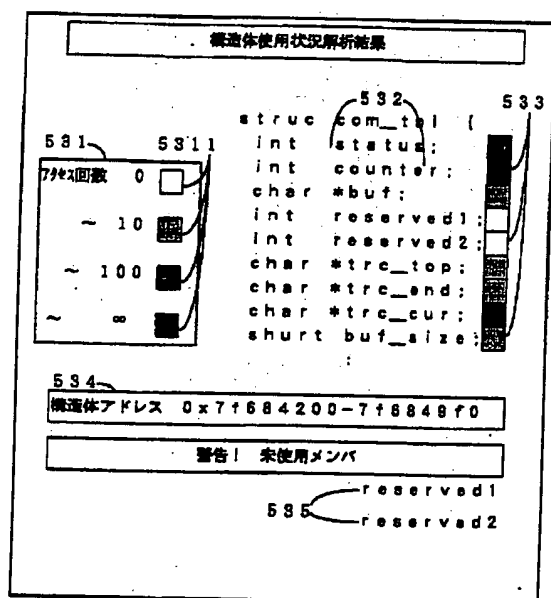 構造体使用状況解析結果
532
533
struc com_tbl {
531
5311
int status;
アクセス回数 0
int counter;
char *buf;
~ 10
int reserved1;
int reserved2;
~ 100
char *trc_top;
char *trc_end;
~ ∞
char *trc_cur;
shurt buf_size;
:
534
構造体アドレス 0x7f684200-7f6849f0
警告! 未使用メンバ
reserved1
535
reserved2